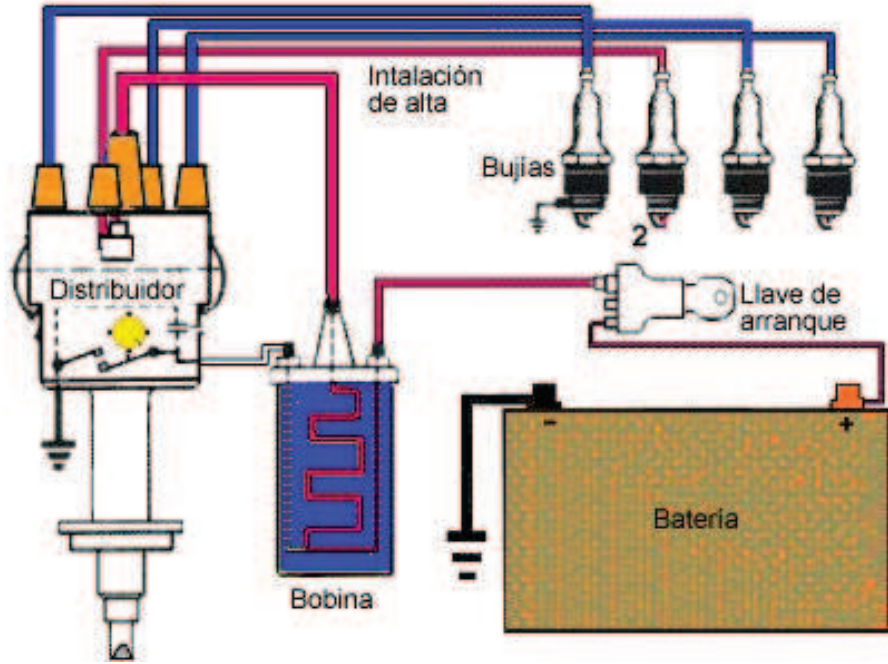 Intalación
de alta
Bujías
2
Distribuidor
Llave de
arranque
- +
Batería
Bobina